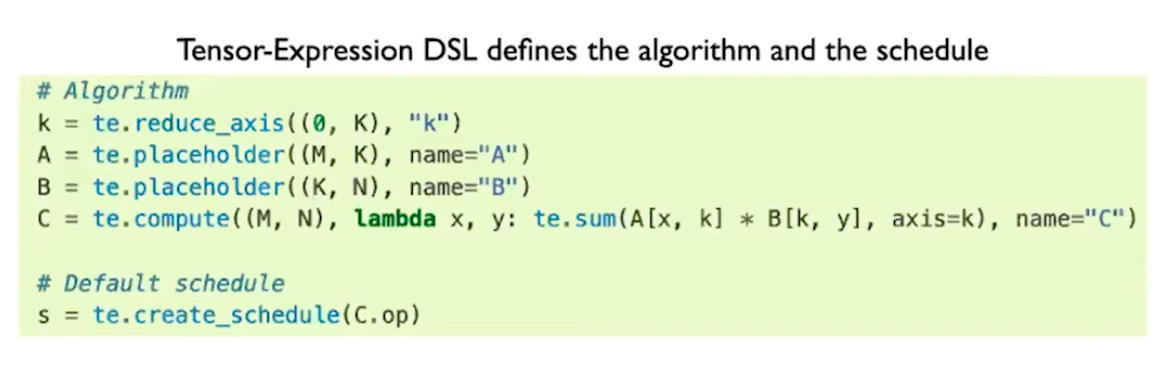 Tensor-Expression DSL defines the algorithm and the schedule
# Algorithm
k = te.reduce_axis((0, K), "k")
A = te.placeholder((M, K), name="A")
B = te.placeholder((K, N), name="B")
C = te.compute((M, N), lambda x, y: te.sum(A[x, k] * B[k, y], axis=k), name="C")
# Default schedule
s = te.create_schedule(C.op)